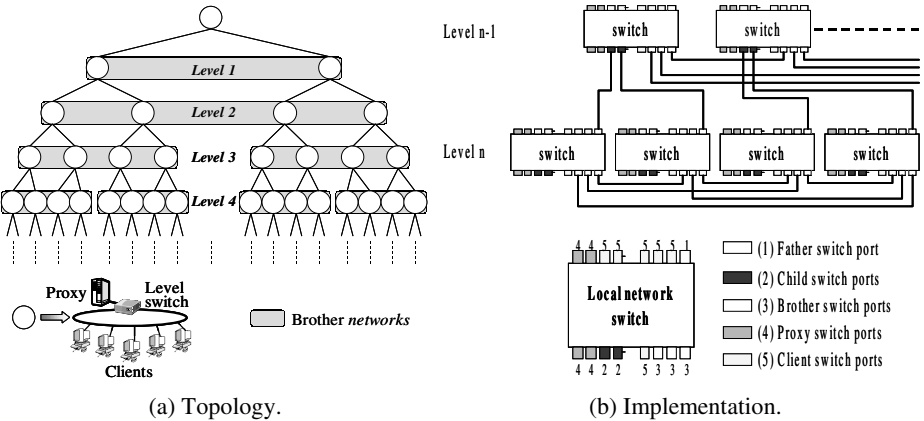 Level 1
Level 2
Level 3
Level 4
Proxy
Level
switch
Clients
Brother networks
(a) Topology.
Level n-1
switch
switch
Level n
switch
switch
switch
switch
4 4 5 5 5 5 5 1
Local network
switch
4 4 2 2 5 3 3 3
(1) Father switch port
(2) Child switch ports
(3) Brother switch ports
(4) Proxy switch ports
(5) Client switch ports
(b) Implementation.